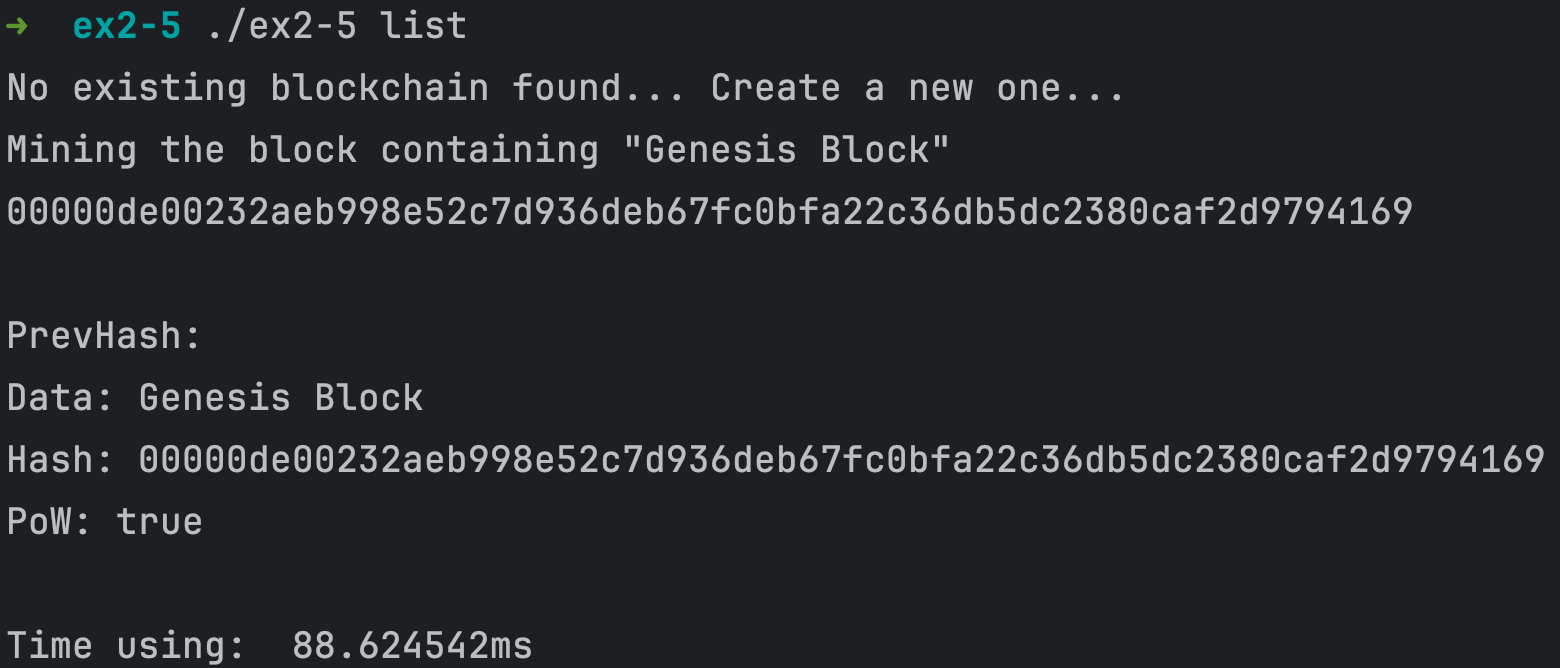 ➜  ex2-5 ./ex2-5 list
No existing blockchain found... Create a new one...
Mining the block containing "Genesis Block"
00000de00232aeb998e52c7d936deb67fc0bfa22c36db5dc2380caf2d9794169
PrevHash:
Data: Genesis Block
Hash: 00000de00232aeb998e52c7d936deb67fc0bfa22c36db5dc2380caf2d9794169
PoW: true
Time using:  88.624542ms